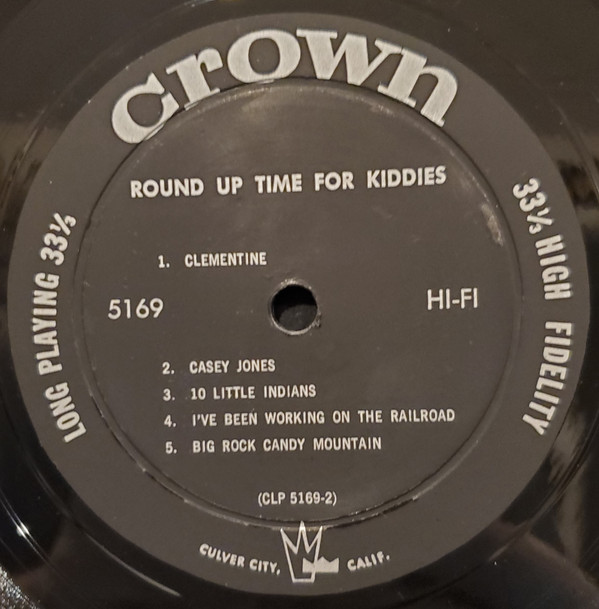 crown
ROUND UP TIME FOR KIDDIES
1. CLEMENTINE
5169
HI-FI
2. CASEY JONES
3. 10 LITTLE INDIANS
4. I'VE BEEN WORKING ON THE RAILROAD
5. BIG ROCK CANDY MOUNTAIN
(CLP 5169-2)
LONG PLAYING 33⅓
33⅓ HIGH FIDELITY
CULVER CITY, CALIF.